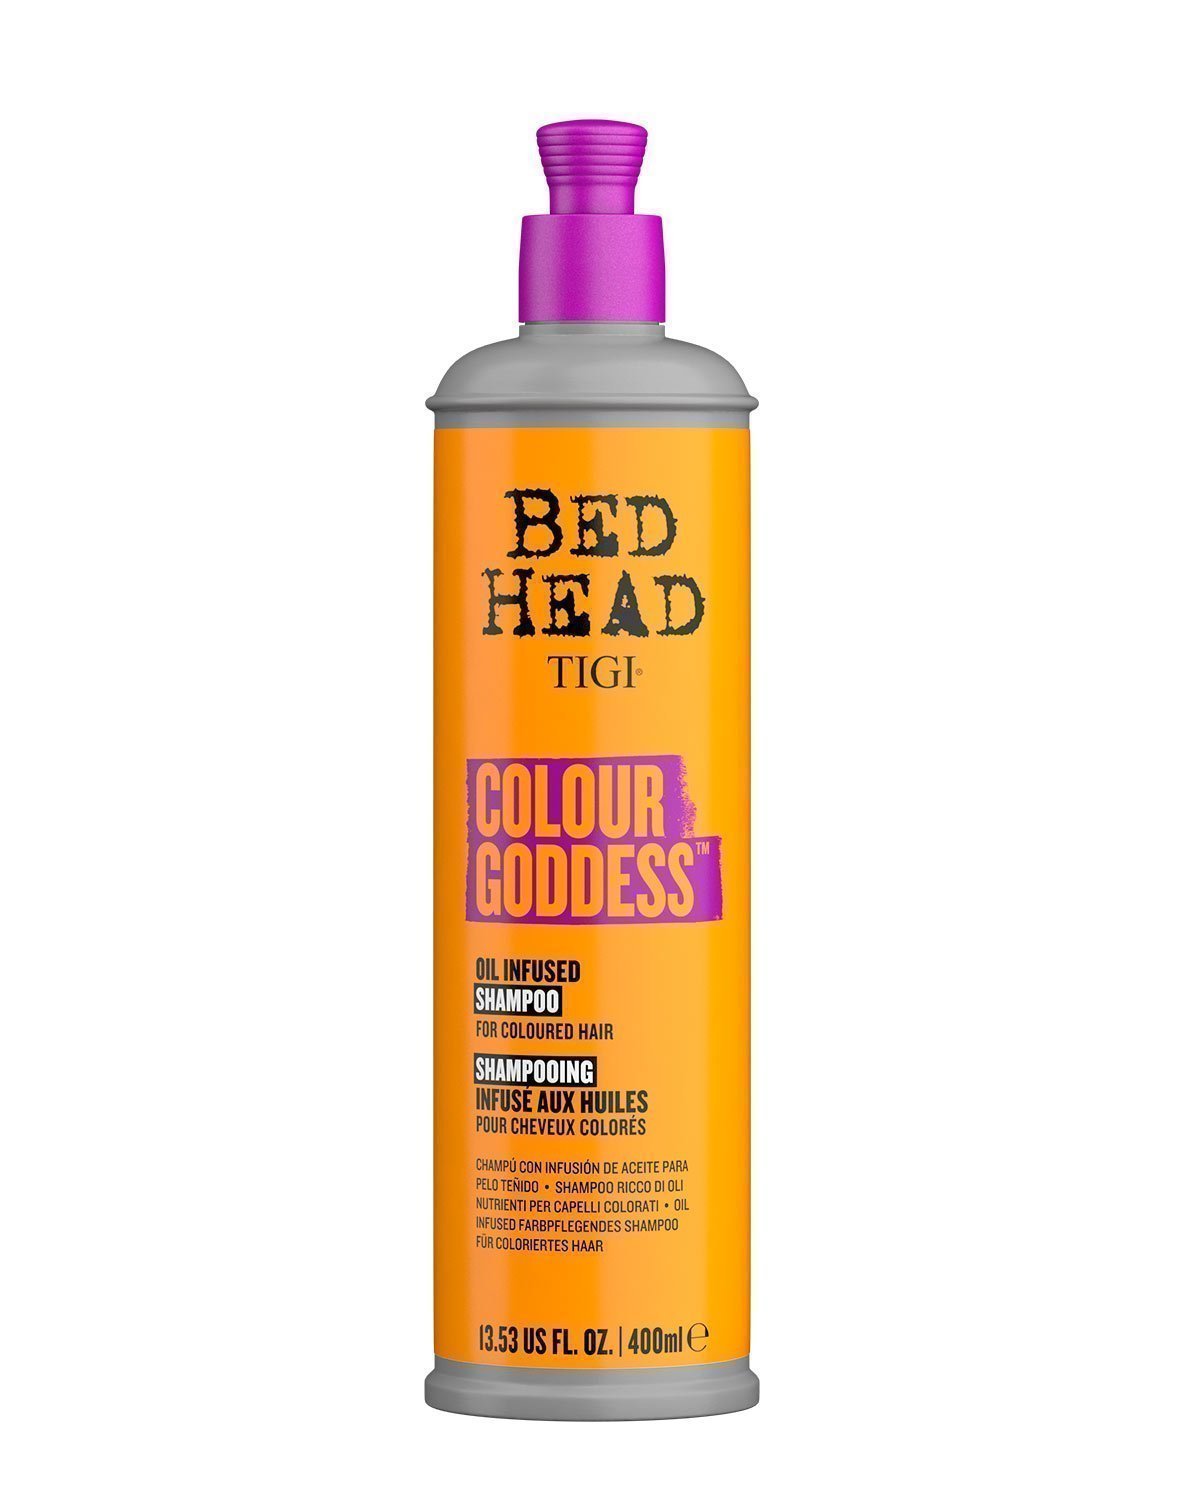 BED
HEAD
TIGI®
COLOUR
GODDESS™
OIL INFUSED
SHAMPOO
FOR COLOURED HAIR
SHAMPOOING
INFUSÉ AUX HUILES
POUR CHEVEUX COLORÉS
CHAMPÚ CON INFUSIÓN DE ACEITE PARA
PELO TEÑIDO • SHAMPOO RICCO DI OLI
NUTRIENTI PER CAPELLI COLORATI • OIL
INFUSED FARBPFLEGENDES SHAMPOO
FÜR COLORIERTES HAAR
13.53 US FL. OZ. | 400ml ℮